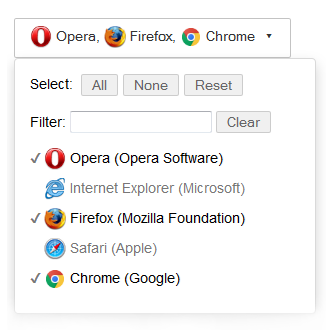 Opera, Firefox, Chrome
Select: All None Reset
Filter: Clear
Opera (Opera Software)
Internet Explorer (Microsoft)
Firefox (Mozilla Foundation)
Safari (Apple)
Chrome (Google)